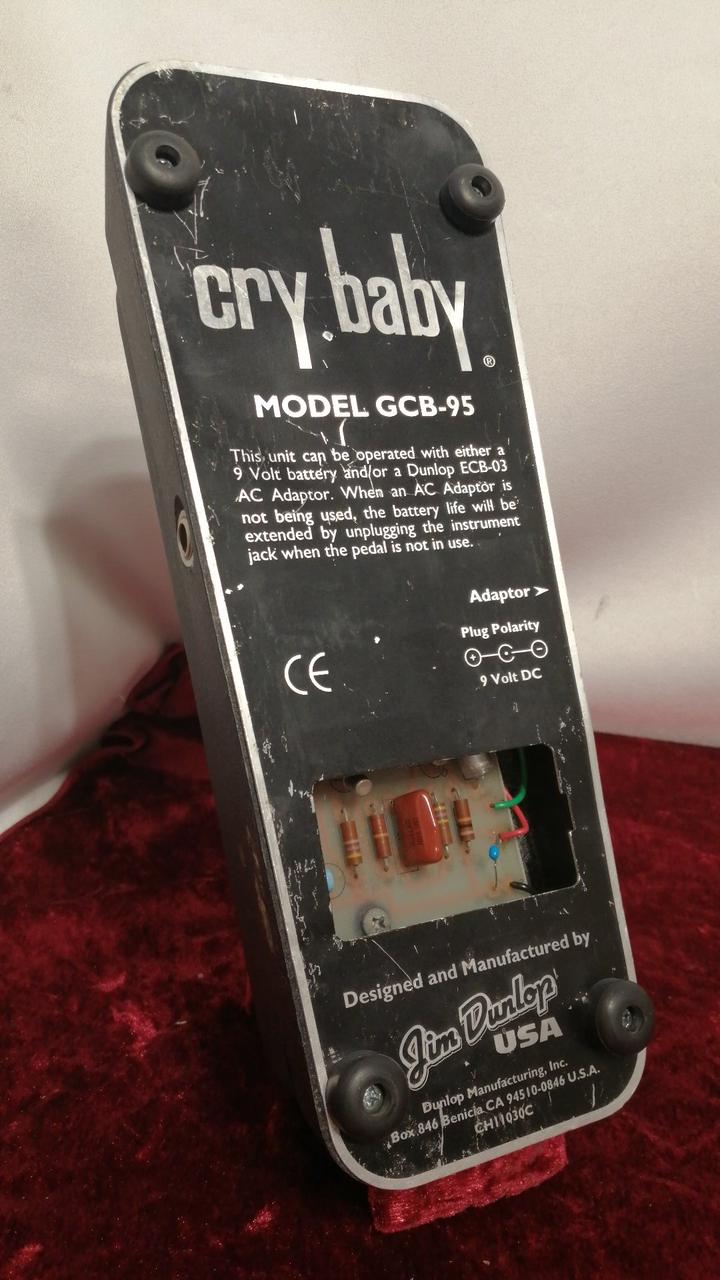 cry baby ®
MODEL GCB-95
This unit can be operated with either a
9 Volt battery and/or a Dunlop ECB-03
AC Adaptor. When an AC Adaptor is
not being used, the battery life will be
extended by unplugging the instrument
jack when the pedal is not in use.
Adaptor
Plug Polarity
+ -
9 Volt DC
CE
Designed and Manufactured by
Jim Dunlop
USA
Dunlop Manufacturing, Inc.
Box 846 Benicia CA 94510-0846 U.S.A.
CH11030C